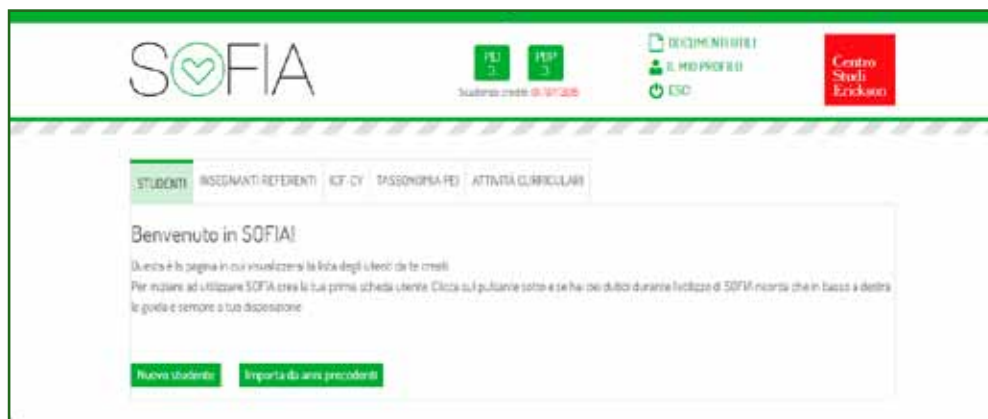 SOFIA
PEI
3
PDP
3
Scadenza crediti:
DOCUMENTI UTILI
IL MIO PROFILO
ESCI
Centro
Studi
Erickson
STUDENTI
INSEGNANTI REFERENTI
ICF-CY
TASSONOMIA PEI
ATTIVITÀ CURRICULARI
Benvenuto in SOFIA!
Questa è la pagina in cui visualizzerai la lista degli utenti da te creati.
Per iniziare ad utilizzare SOFIA crea la tua prima scheda utente. Clicca sul pulsante sotto e se hai dei dubbi durante l'utilizzo di SOFIA ricorda che in basso a destra
la guida è sempre a tua disposizione.
Nuovo studente
Importa da anni precedenti